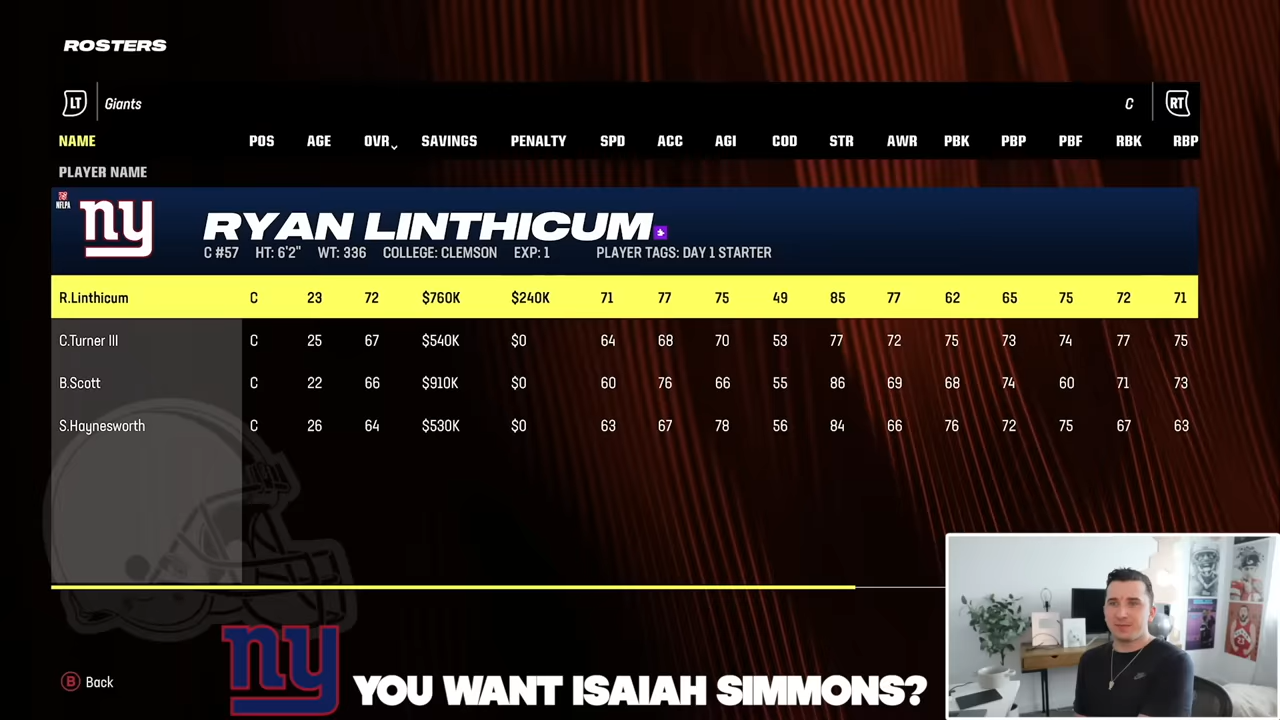 ROSTERS
LT Giants C RT
NAME POS AGE OVR SAVINGS PENALTY SPD ACC AGI COD STR AWR PBK PBP PBF RBK RBP
PLAYER NAME
NFLPA
ny RYAN LINTHICUM
C #57 HT: 6'2" WT: 336 COLLEGE: CLEMSON EXP: 1 PLAYER TAGS: DAY 1 STARTER
R.Linthicum C 23 72 $760K $240K 71 77 75 49 85 77 62 65 75 72 71
C.Turner III C 25 67 $540K $0 64 68 70 53 77 72 75 73 74 77 75
B.Scott C 22 66 $910K $0 60 76 66 55 86 69 68 74 60 71 73
S.Haynesworth C 26 64 $530K $0 63 67 78 56 84 66 76 72 75 67 63
B Back
ny YOU WANT ISAIAH SIMMONS?